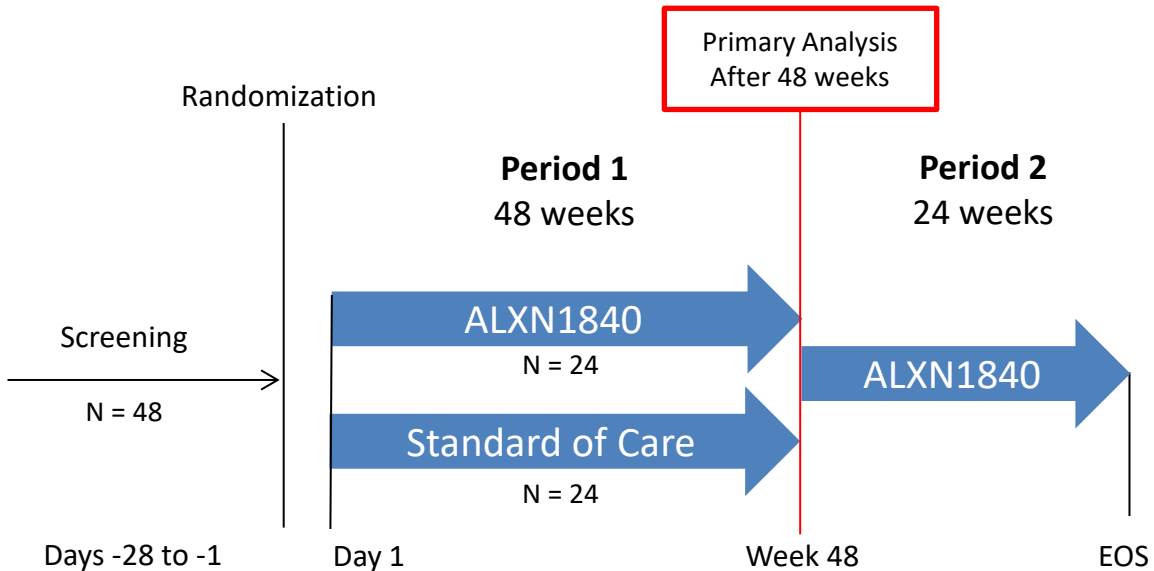 Primary Analysis
After 48 weeks
Randomization
Period 1
48 weeks
Period 2
24 weeks
Screening
N = 48
ALXN1840
N = 24
Standard of Care
N = 24
ALXN1840
Days -28 to -1
Day 1
Week 48
EOS